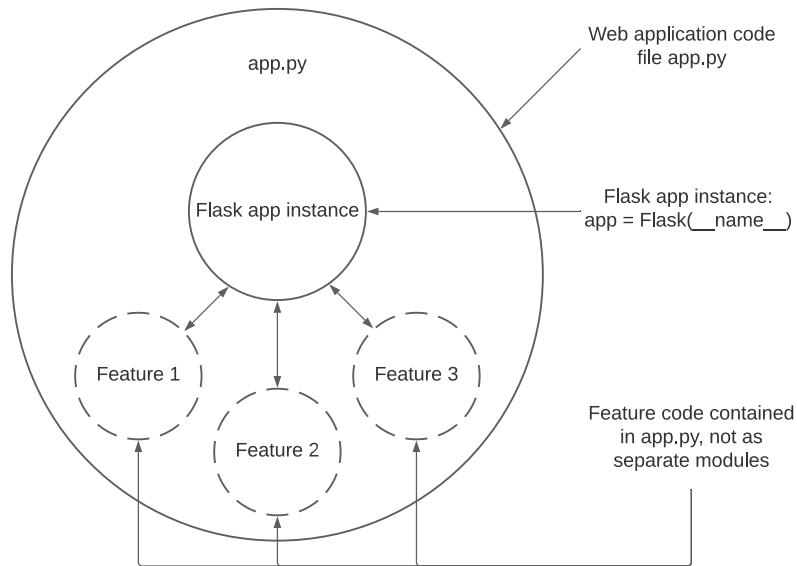 app.py
Web application code
file app.py
Flask app instance
Flask app instance:
app = Flask(__name__)
Feature 1
Feature 2
Feature 3
Feature code contained
in app.py, not as
separate modules